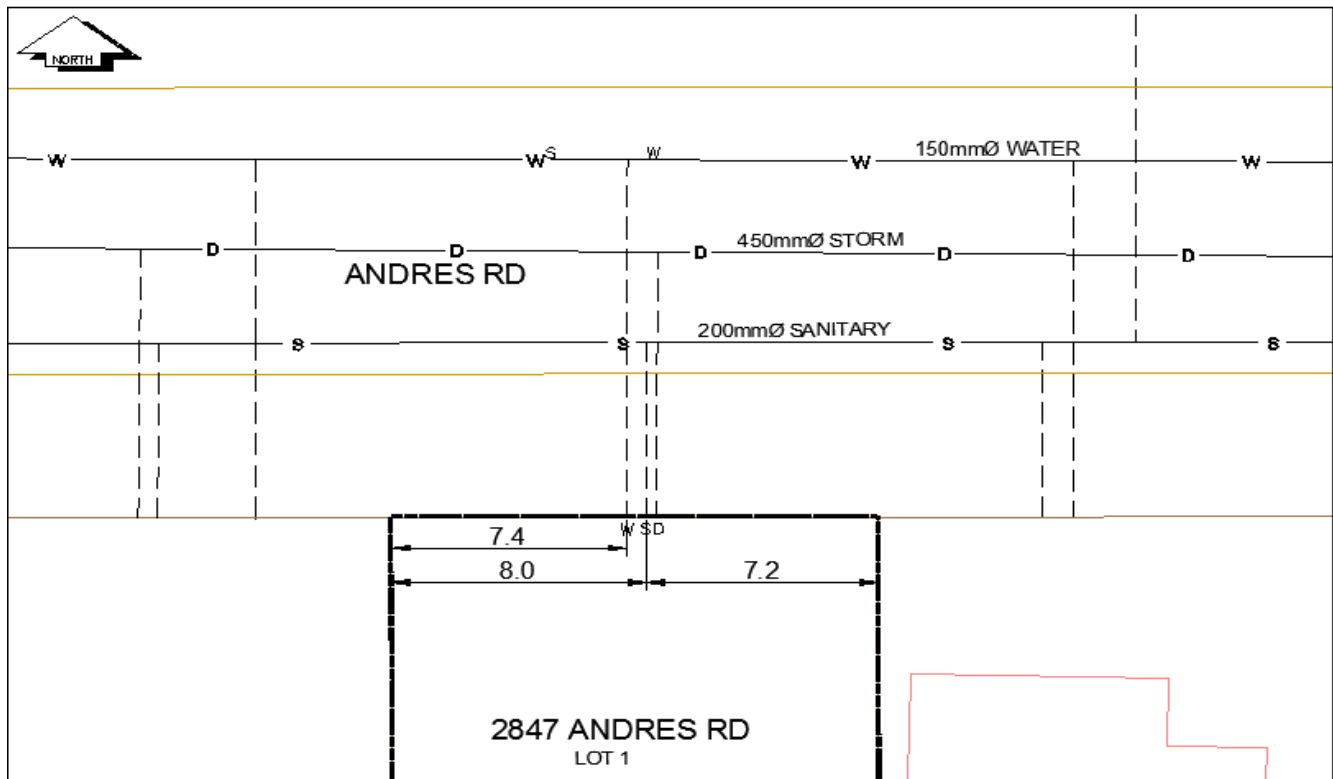 NORTH
W W S W W 150mmØ WATER W
D D D 450mmØ STORM D D
ANDRES RD
S S 200mmØ SANITARY S S
W S D
7.4
8.0 7.2
2847 ANDRES RD
LOT 1